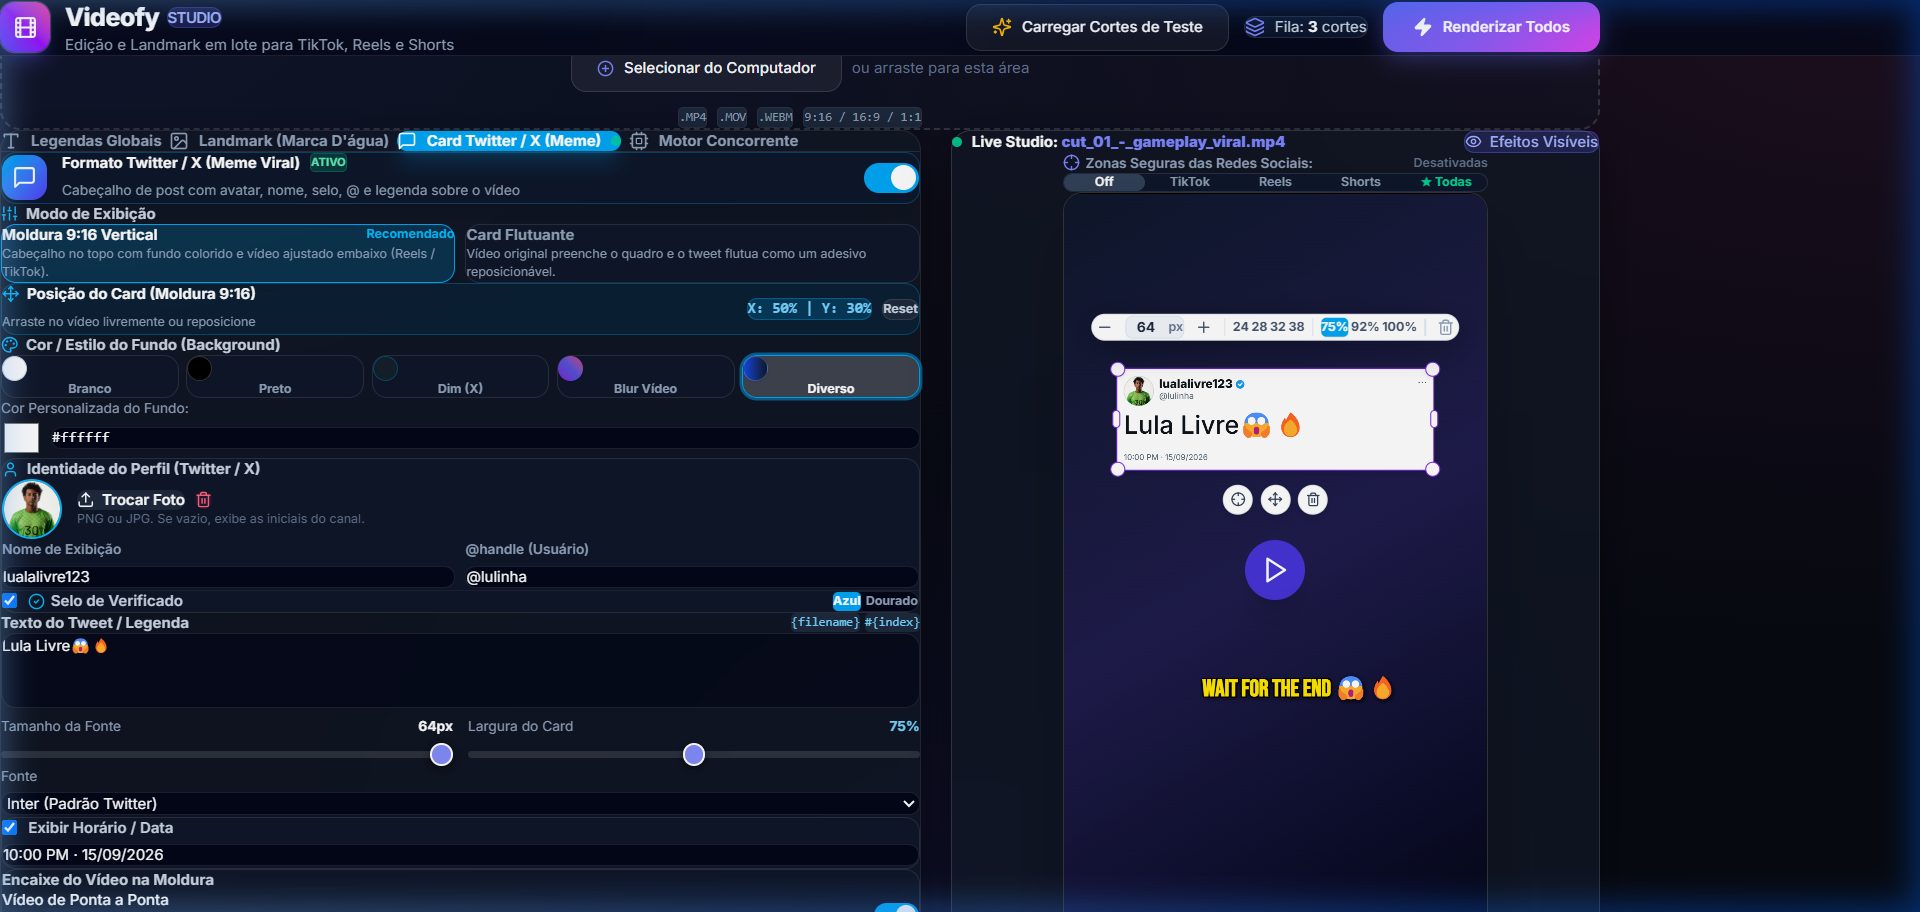 Videofy STUDIO
Edição e Landmark em lote para TikTok, Reels e Shorts
Carregar Cortes de Teste
Fila: 3 cortes
Renderizar Todos
Selecionar do Computador
ou arraste para esta área
.MP4 .MOV .WEBM 9:16 / 16:9 / 1:1
Legendas Globais
Landmark (Marca D'água)
Card Twitter / X (Meme)
Motor Concorrente
Formato Twitter / X (Meme Viral) ATIVO
Cabeçalho de post com avatar, nome, selo, @ e legenda sobre o vídeo
Modo de Exibição
Moldura 9:16 Vertical
Recomendado
Cabeçalho no topo com fundo colorido e vídeo ajustado embaixo (Reels /
TikTok).
Card Flutuante
Vídeo original preenche o quadro e o tweet flutua como um adesivo
reposicionável.
Posição do Card (Moldura 9:16)
Arraste no vídeo livremente ou reposicione
X: 50% | Y: 30%
Reset
Cor / Estilo do Fundo (Background)
Branco
Preto
Dim (X)
Blur Vídeo
Diverso
Cor Personalizada do Fundo:
#ffffff
Identidade do Perfil (Twitter / X)
Trocar Foto
PNG ou JPG. Se vazio, exibe as iniciais do canal.
Nome de Exibição
@handle (Usuário)
lualalivre123
@lulinha
Selo de Verificado
Azul Dourado
Texto do Tweet / Legenda
{filename} #{index}
Lula Livre😱🔥
Tamanho da Fonte
64px
Largura do Card
75%
Fonte
Inter (Padrão Twitter)
Exibir Horário / Data
10:00 PM · 15/09/2026
Encaixe do Vídeo na Moldura
Vídeo de Ponta a Ponta
Live Studio: cut_01_-_gameplay_viral.mp4
Efeitos Visíveis
Zonas Seguras das Redes Sociais:
Desativadas
Off
TikTok
Reels
Shorts
★ Todas
64 px
24 28 32 38
75% 92% 100%
lualalivre123
@lulinha
Lula Livre😱🔥
10:00 PM · 15/09/2026
WAIT FOR THE END 😱🔥